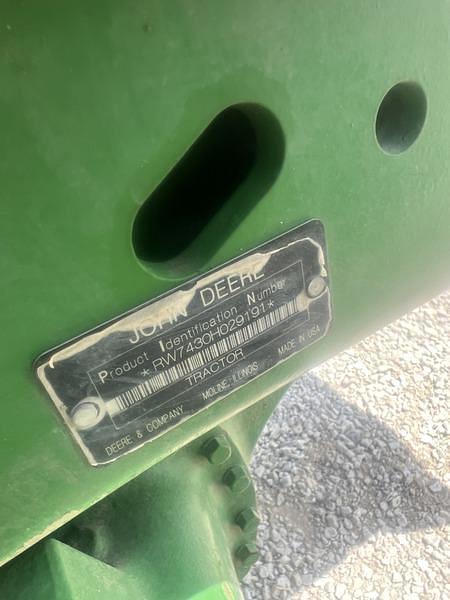 JOHN DEERE
Product Identification Number
*RW7430H029191*
TRACTOR
DEERE & COMPANY MOLINE, ILLINOIS MADE IN USA